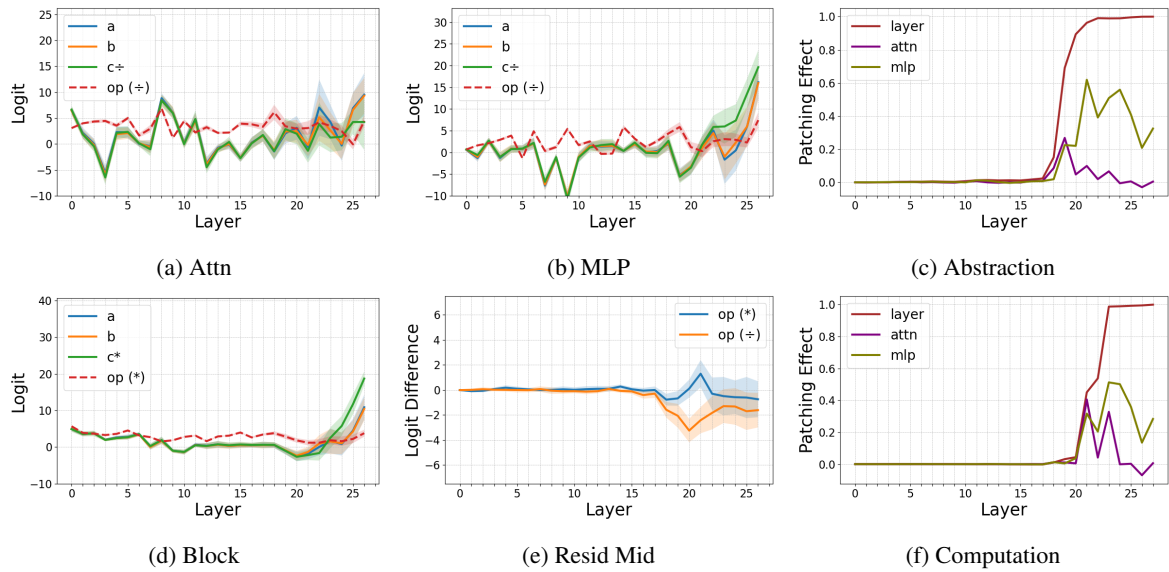 25
20
15
10
5
0
−5
−10
Logit
a
b
c÷
op (÷)
0 5 10 15 20 25
Layer
(a) Attn
30
25
20
15
10
5
0
−5
−10
Logit
a
b
c÷
op (÷)
0 5 10 15 20 25
Layer
(b) MLP
1.0
0.8
0.6
0.4
0.2
0.0
Patching Effect
layer
attn
mlp
0 5 10 15 20 25
Layer
(c) Abstraction
40
30
20
10
0
−10
Logit
a
b
c*
op (*)
0 5 10 15 20 25
Layer
(d) Block
6
4
2
0
−2
−4
−6
Logit Difference
op (*)
op (÷)
0 5 10 15 20 25
Layer
(e) Resid Mid
1.0
0.8
0.6
0.4
0.2
0.0
Patching Effect
layer
attn
mlp
0 5 10 15 20 25
Layer
(f) Computation